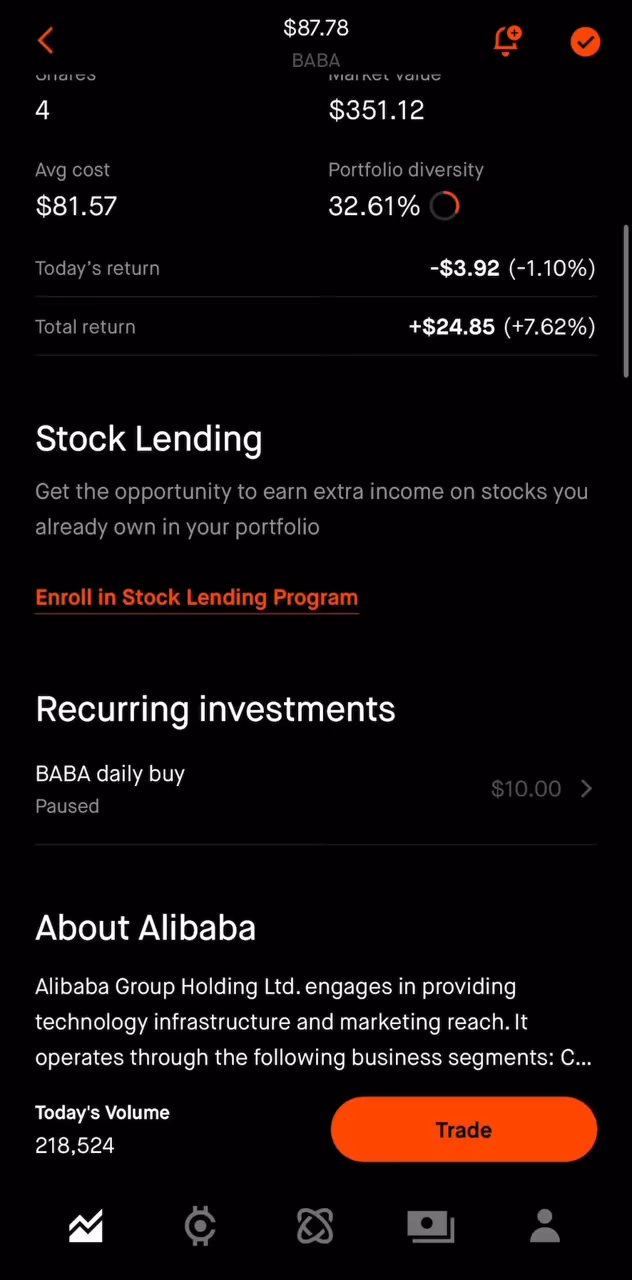 $87.78
BABA
Shares Market value
4 $351.12
Avg cost Portfolio diversity
$81.57 32.61%
Today's return -$3.92 (-1.10%)
Total return +$24.85 (+7.62%)
Stock Lending
Get the opportunity to earn extra income on stocks you
already own in your portfolio
Enroll in Stock Lending Program
Recurring investments
BABA daily buy
$10.00
Paused
About Alibaba
Alibaba Group Holding Ltd. engages in providing
technology infrastructure and marketing reach. It
operates through the following business segments: C...
Today's Volume
Trade
218,524